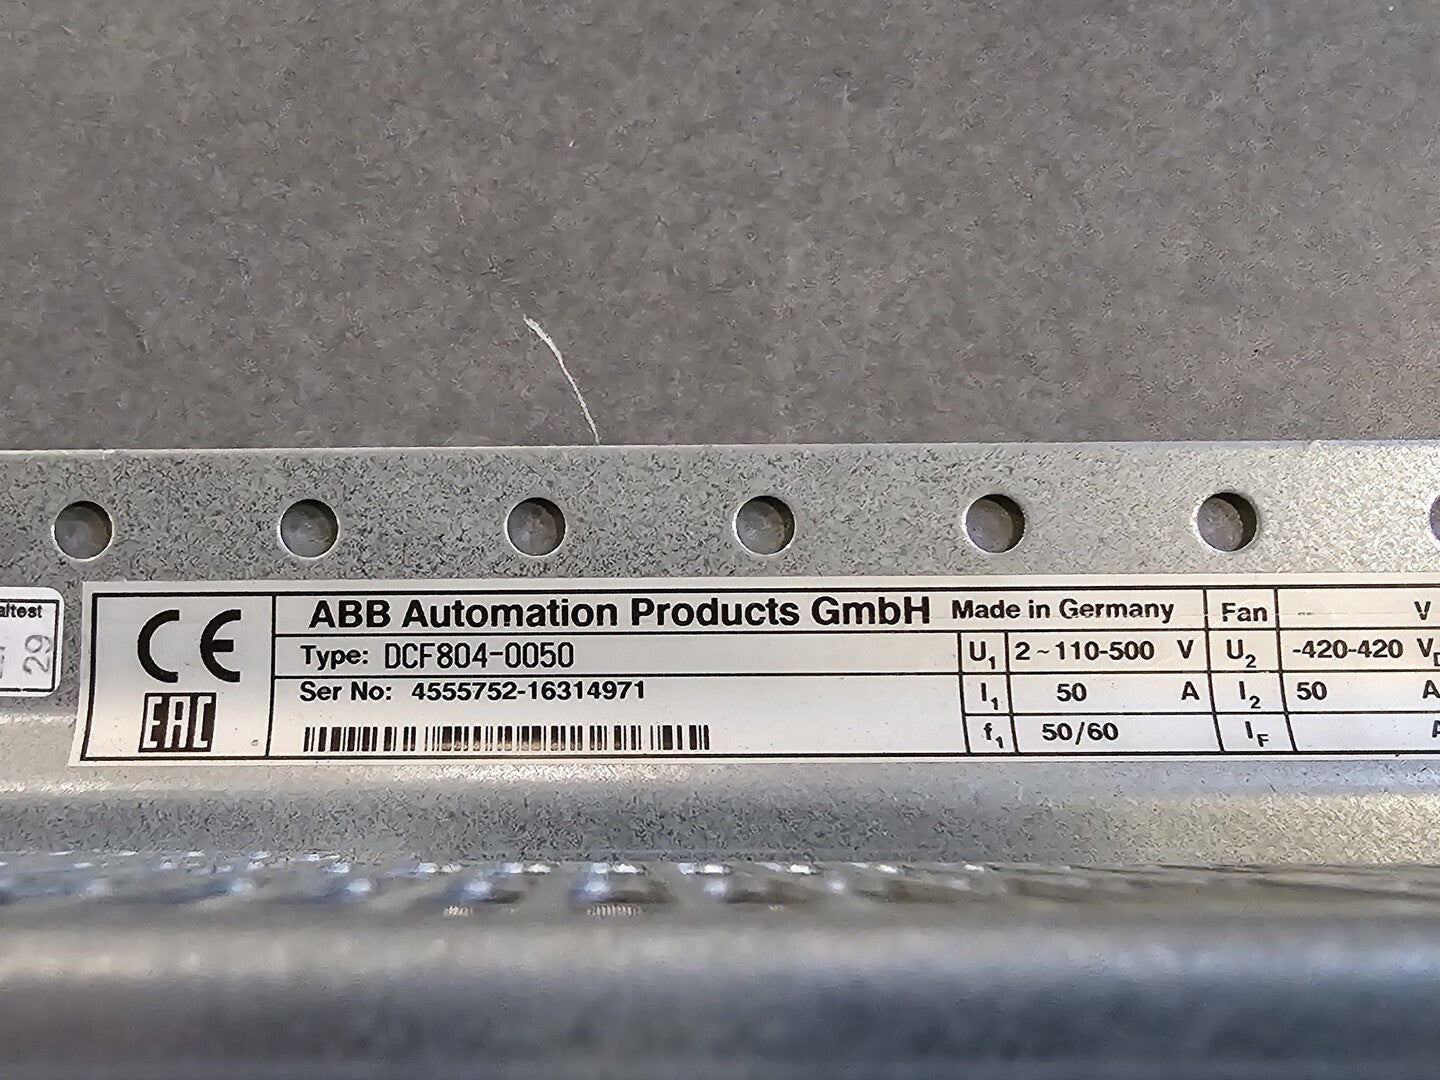 altest
29
CE
EAC
ABB Automation Products GmbH Made in Germany
Fan -- V
Type: DCF804-0050
U1 2~110-500 V U2 -420-420 V
Ser No: 4555752-16314971
I1 50 A I2 50 A
f1 50/60 IF A